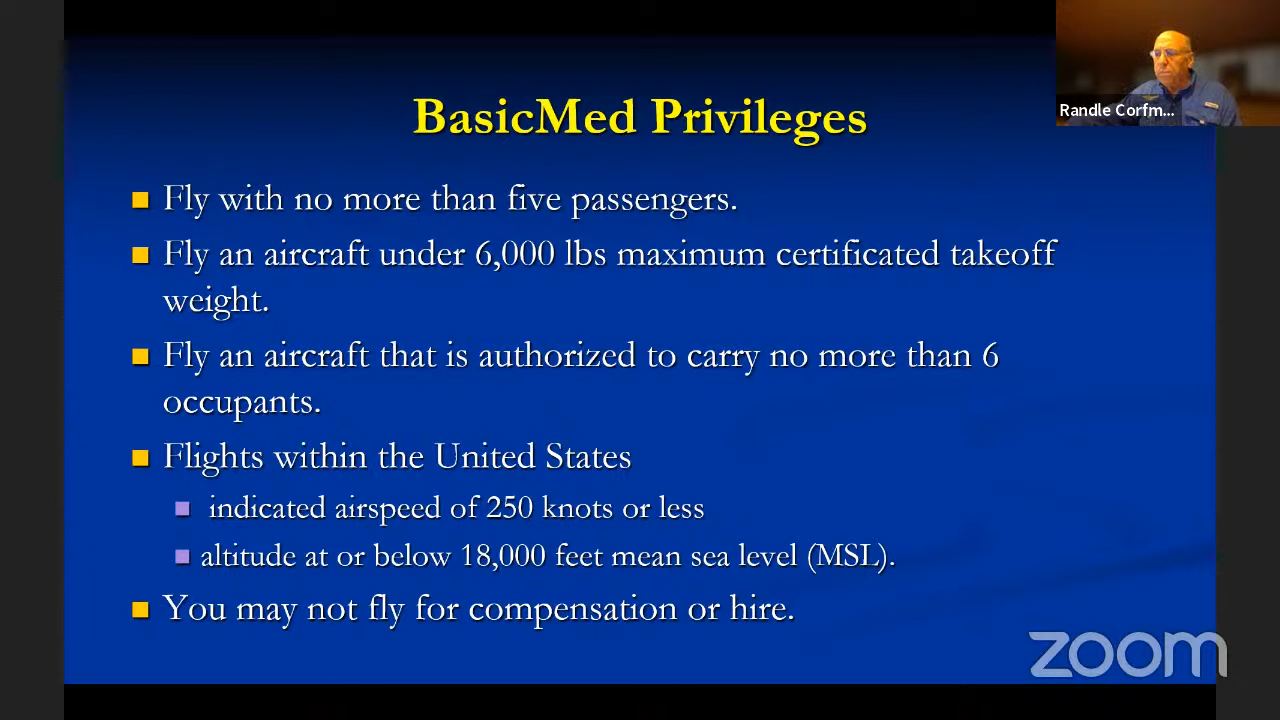 BasicMed Privileges
Randle Corfm...
Fly with no more than five passengers.
Fly an aircraft under 6,000 lbs maximum certificated takeoff
weight.
Fly an aircraft that is authorized to carry no more than 6
occupants.
Flights within the United States
indicated airspeed of 250 knots or less
altitude at or below 18,000 feet mean sea level (MSL).
You may not fly for compensation or hire.
zoom